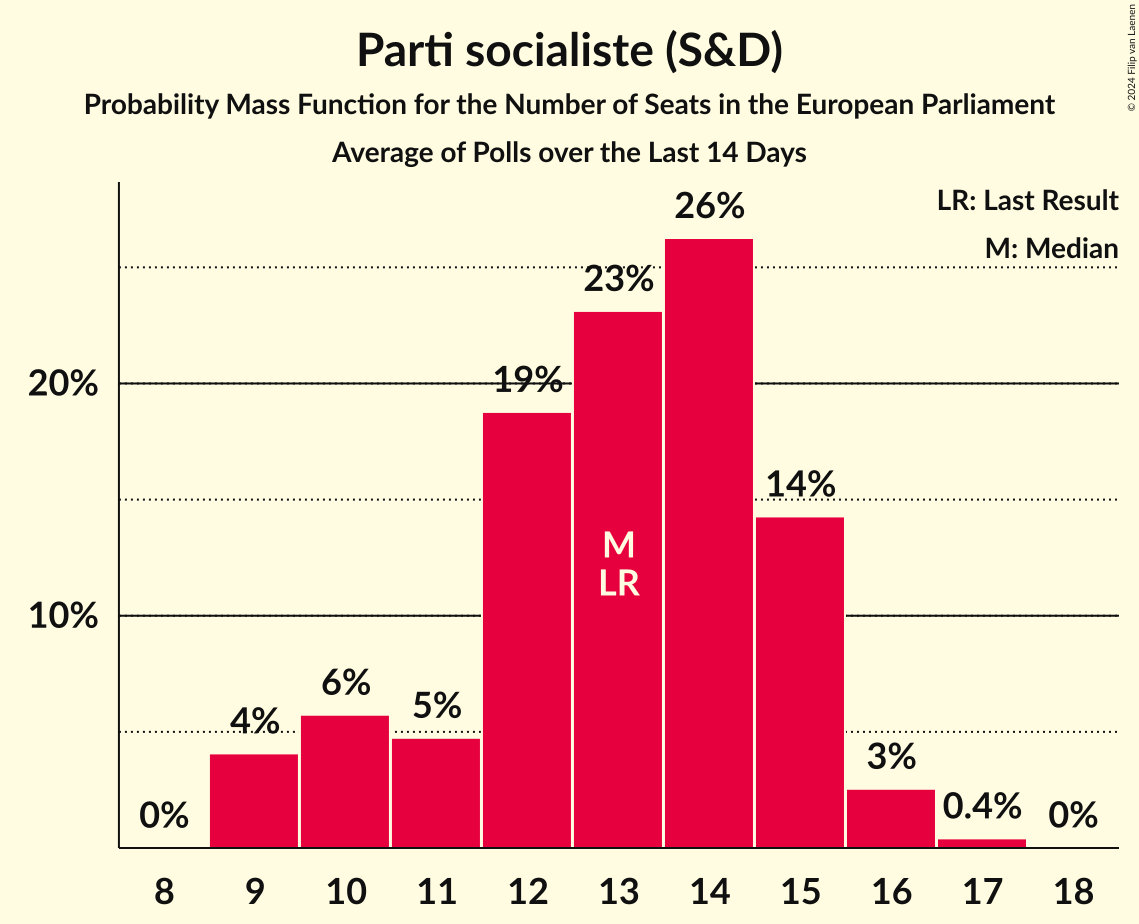 Parti socialiste (S&D)
Probability Mass Function for the Number of Seats in the European Parliament
Average of Polls over the Last 14 Days
© 2024 Filip van Laenen
LR: Last Result
M: Median
26%
23%
20%
19%
14%
M
LR
10%
6%
5%
4%
3%
0%
0.4%
0%
8 9 10 11 12 13 14 15 16 17 18